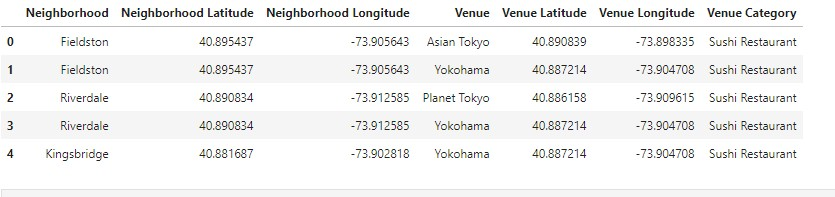 Neighborhood Neighborhood Latitude Neighborhood Longitude Venue Venue Latitude Venue Longitude Venue Category
0 Fieldston 40.895437 -73.905643 Asian Tokyo 40.890839 -73.898335 Sushi Restaurant
1 Fieldston 40.895437 -73.905643 Yokohama 40.887214 -73.904708 Sushi Restaurant
2 Riverdale 40.890834 -73.912585 Planet Tokyo 40.886158 -73.909615 Sushi Restaurant
3 Riverdale 40.890834 -73.912585 Yokohama 40.887214 -73.904708 Sushi Restaurant
4 Kingsbridge 40.881687 -73.902818 Yokohama 40.887214 -73.904708 Sushi Restaurant